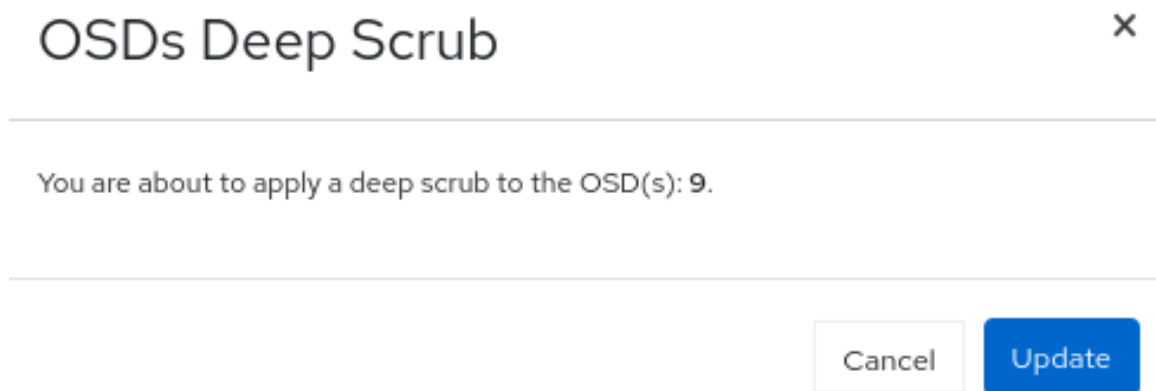 OSDs Deep Scrub
You are about to apply a deep scrub to the OSD(s): 9.
Cancel
Update